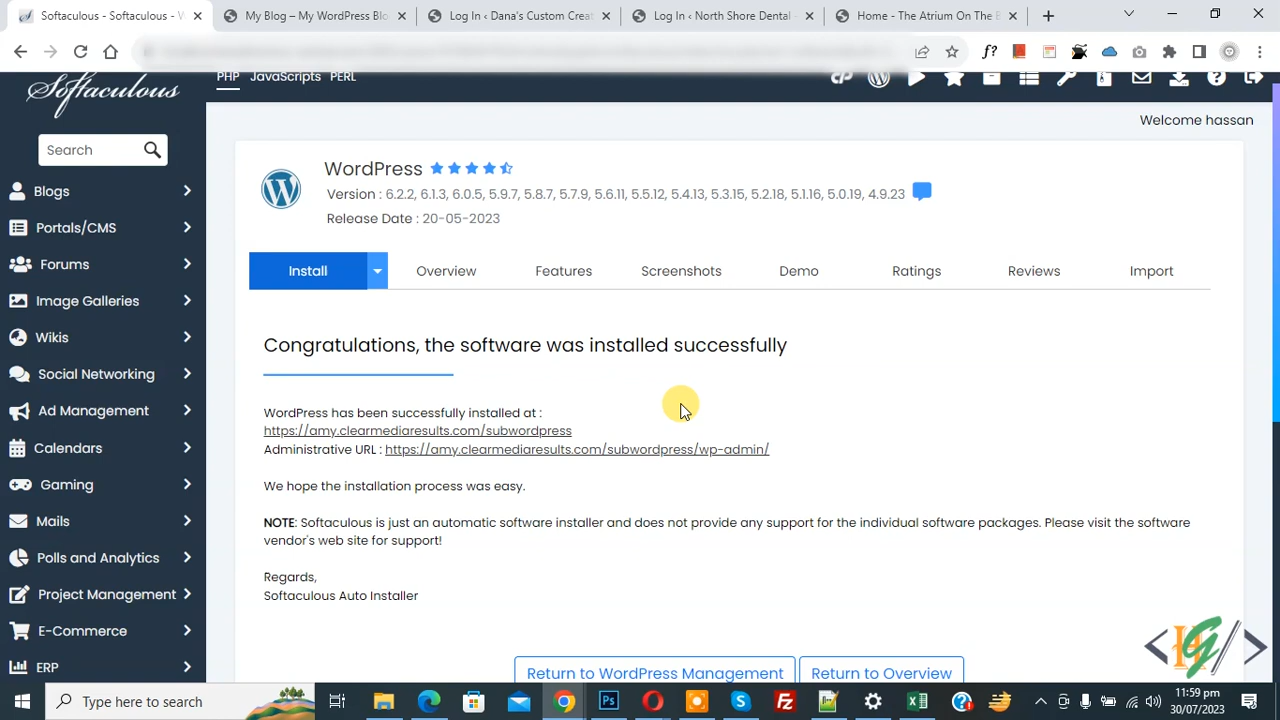 Softaculous - Softaculous - W
My Blog – My WordPress Blo
Log In ‹ Dana's Custom Creat
Log In ‹ North Shore Dental -
Home - The Atrium On The B
Softaculous
PHP JavaScripts PERL
Welcome hassan
Search
Blogs
Portals/CMS
Forums
Image Galleries
Wikis
Social Networking
Ad Management
Calendars
Gaming
Mails
Polls and Analytics
Project Management
E-Commerce
ERP
WordPress
Version : 6.2.2, 6.1.3, 6.0.5, 5.9.7, 5.8.7, 5.7.9, 5.6.11, 5.5.12, 5.4.13, 5.3.15, 5.2.18, 5.1.16, 5.0.19, 4.9.23
Release Date : 20-05-2023
Install Overview Features Screenshots Demo Ratings Reviews Import
Congratulations, the software was installed successfully
WordPress has been successfully installed at :
https://amy.clearmediaresults.com/subwordpress
Administrative URL : https://amy.clearmediaresults.com/subwordpress/wp-admin/
We hope the installation process was easy.
NOTE: Softaculous is just an automatic software installer and does not provide any support for the individual software packages. Please visit the software
vendor's web site for support!
Regards,
Softaculous Auto Installer
Return to WordPress Management
Return to Overview
Type here to search
11:59 pm
30/07/2023